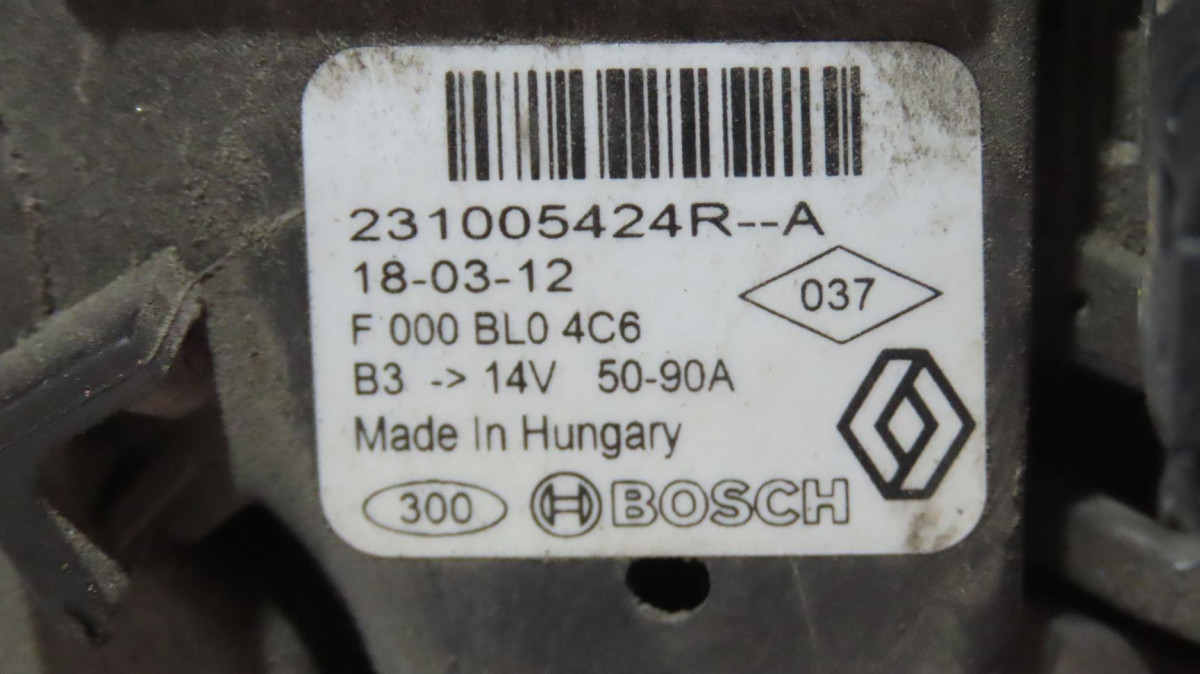 231005424R--A
18-03-12
037
F 000 BL0 4C6
B3 -> 14V 50-90A
Made In Hungary
300 BOSCH